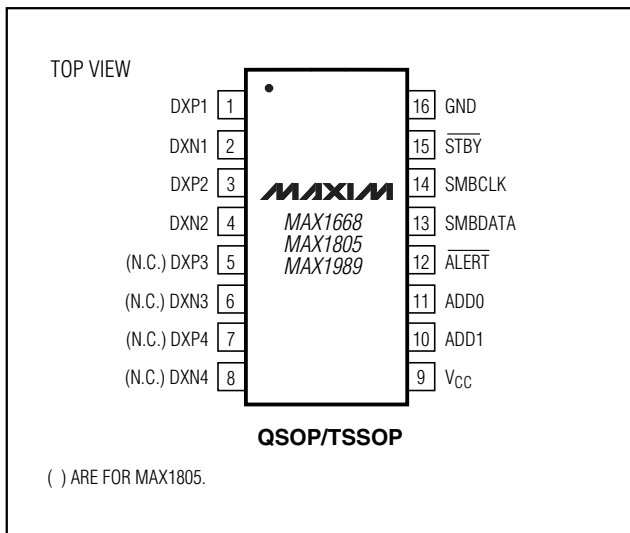 TOP VIEW
DXP1 1
DXN1 2
DXP2 3
DXN2 4
(N.C.) DXP3 5
(N.C.) DXN3 6
(N.C.) DXP4 7
(N.C.) DXN4 8
MAXIM
MAX1668
MAX1805
MAX1989
16 GND
15 S̅T̅B̅Y̅
14 SMBCLK
13 SMBDATA
12 A̅L̅E̅R̅T̅
11 ADD0
10 ADD1
9 VCC
QSOP/TSSOP
( ) ARE FOR MAX1805.